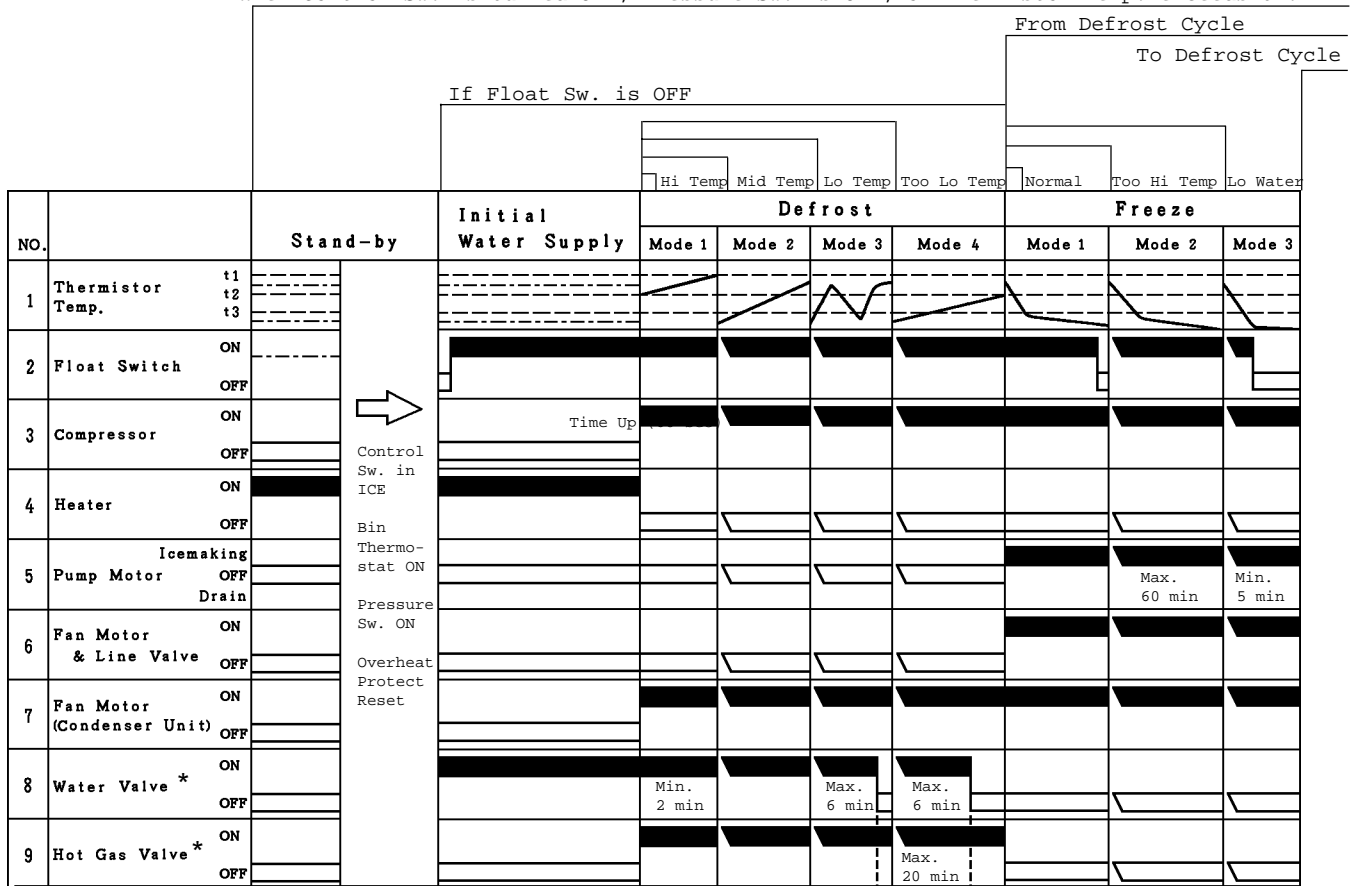 From Defrost Cycle
To Defrost Cycle
If Float Sw. is OFF
Hi Temp Mid Temp Lo Temp Too Lo Temp Normal Too Hi Temp Lo Water
NO. Stand-by Initial Water Supply Defrost Freeze
Mode 1 Mode 2 Mode 3 Mode 4 Mode 1 Mode 2 Mode 3
1 Thermistor Temp. t1 t2 t3
2 Float Switch ON OFF
3 Compressor ON OFF
Time Up
4 Heater ON OFF
Control
Sw. in
ICE
Bin
Thermo-
stat ON
Pressure
Sw. ON
Overheat
Protect
Reset
5 Pump Motor Icemaking OFF Drain
Max.
60 min
Min.
5 min
6 Fan Motor & Line Valve ON OFF
7 Fan Motor (Condenser Unit) ON OFF
8 Water Valve * ON OFF
Min.
2 min
Max.
6 min
Max.
6 min
9 Hot Gas Valve * ON OFF
Max.
20 min